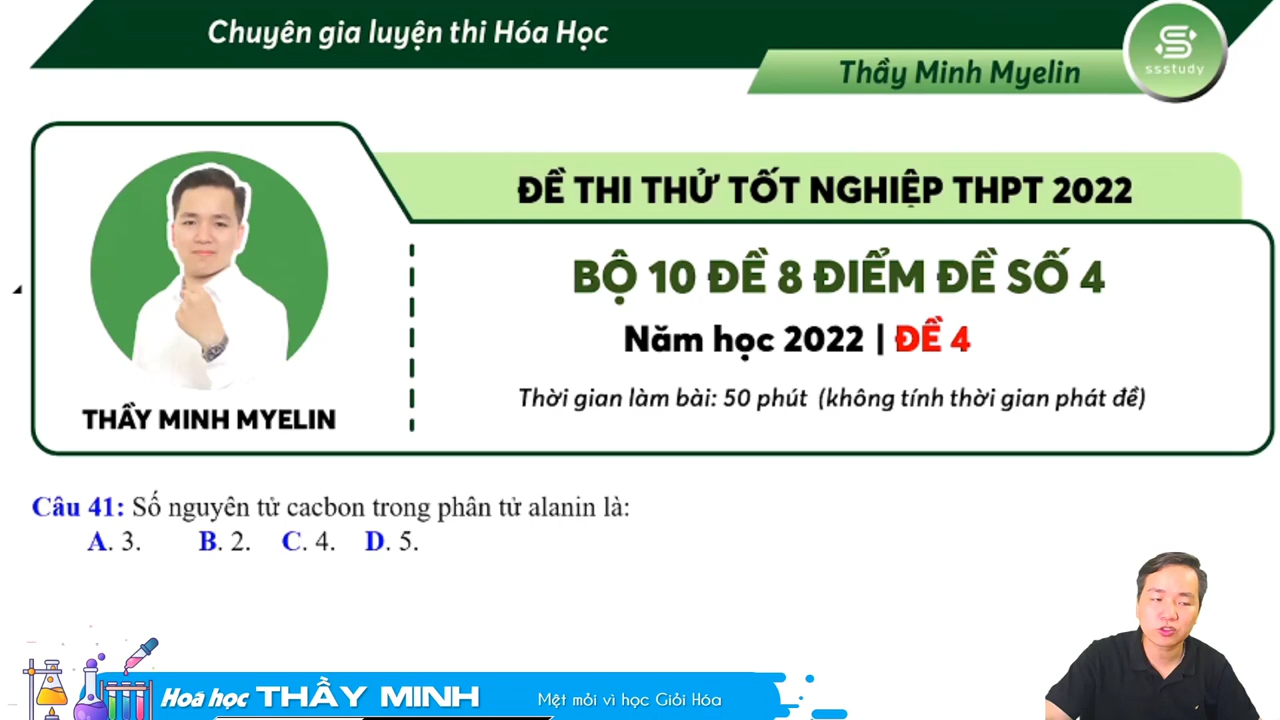 Chuyên gia luyện thi Hóa Học
Thầy Minh Myelin
ssstudy
ĐỀ THI THỬ TỐT NGHIỆP THPT 2022
BỘ 10 ĐỀ 8 ĐIỂM ĐỀ SỐ 4
Năm học 2022 | ĐỀ 4
Thời gian làm bài: 50 phút (không tính thời gian phát đề)
THẦY MINH MYELIN
Câu 41: Số nguyên tử cacbon trong phân tử alanin là:
A. 3. B. 2. C. 4. D. 5.
Hoá học THẦY MINH Mệt mỏi vì học Giỏi Hóa